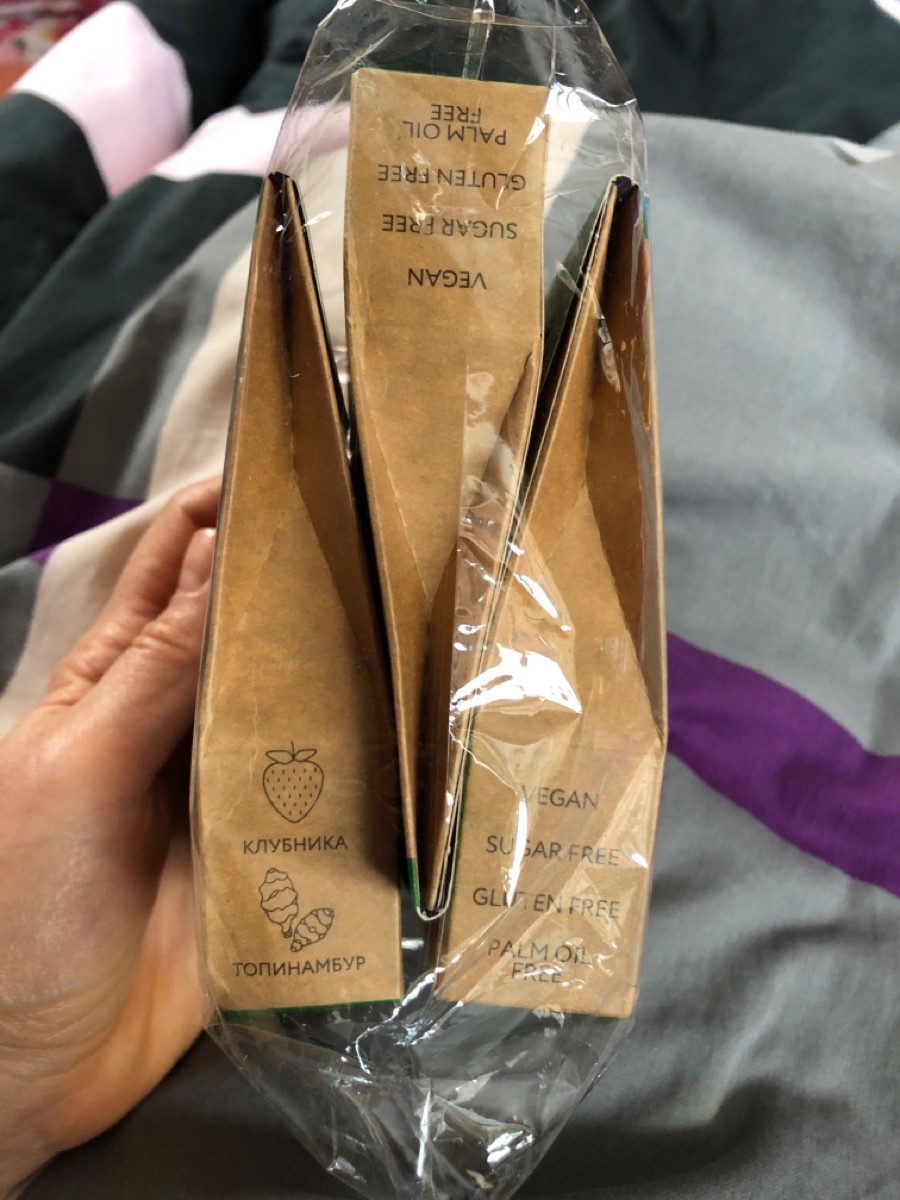 PALM OIL
FREE
GLUTEN FREE
SUGAR FREE
VEGAN
КЛУБНИКА
ТОПИНАМБУР
VEGAN
SUGAR FREE
GLUTEN FREE
PALM OIL
FREE